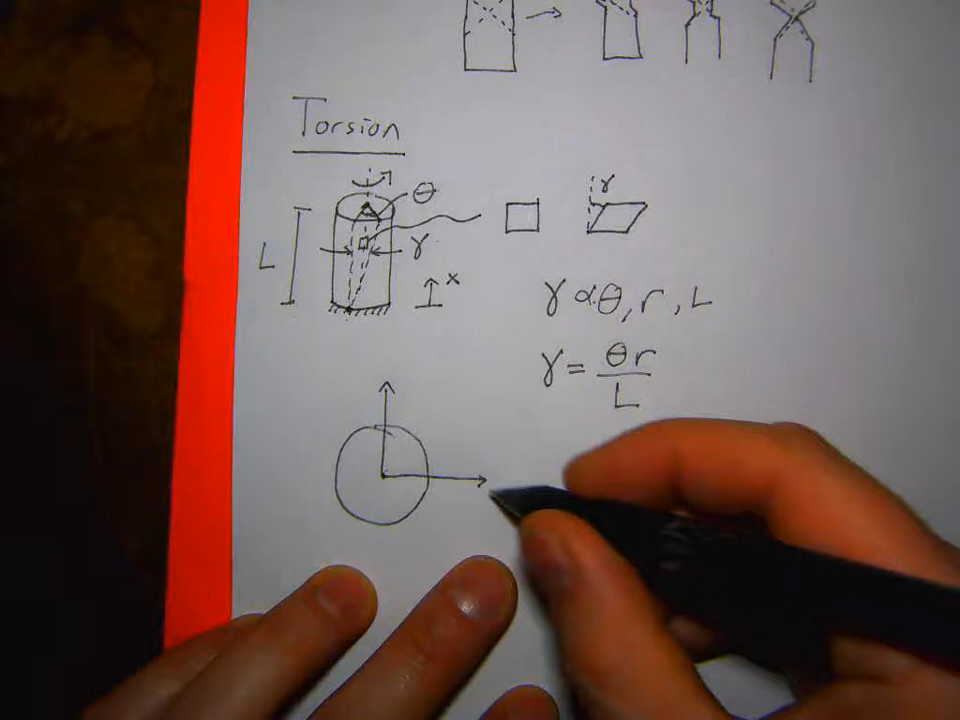 Torsion
θ
γ
L
γ
x
γ ∝ θ, r, L
γ = θr/L